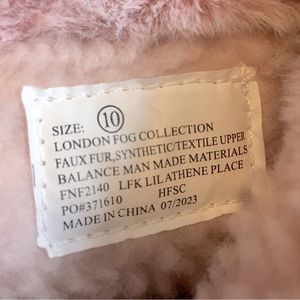 SIZE: 10
LONDON FOG COLLECTION
FAUX FUR,SYNTHETIC/TEXTILE UPPER
BALANCE MAN MADE MATERIALS
FNF2140 LFK LIL ATHENE PLACE
PO#371610 HFSC
MADE IN CHINA 07/2023